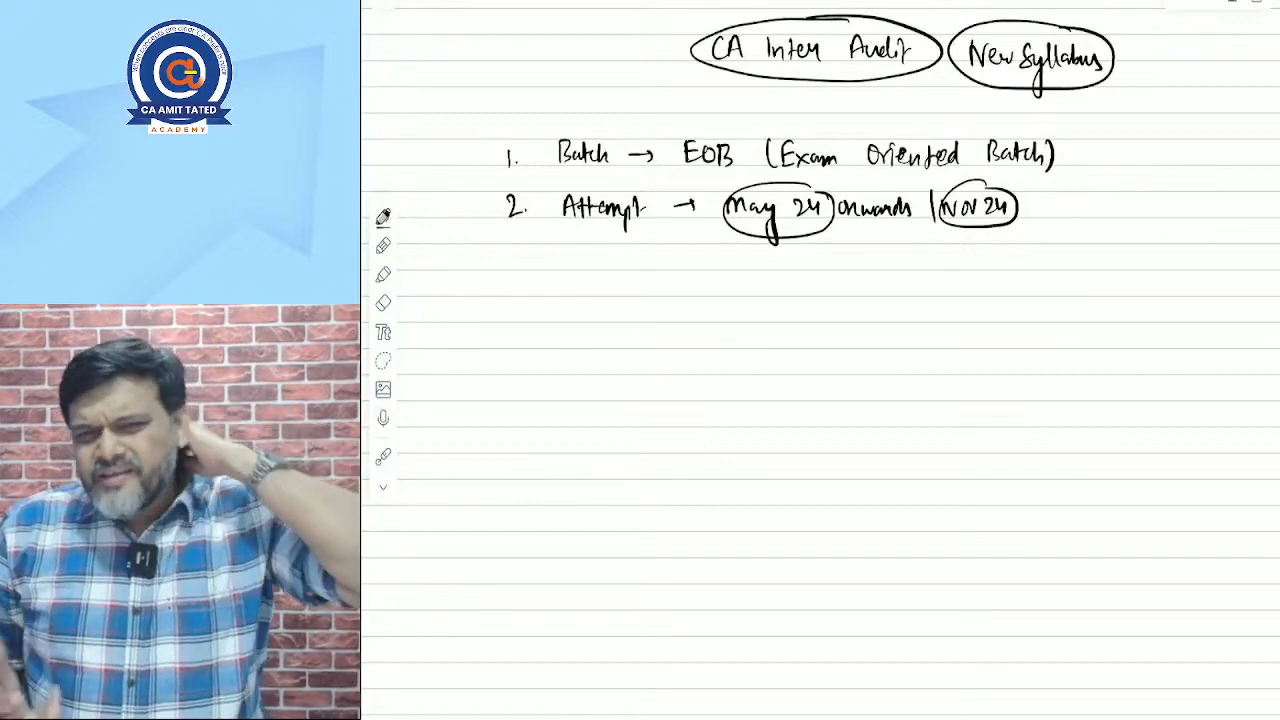 CA AMIT TATED
ACADEMY
CA Inter Audit New Syllabus
1. Batch → EOB (Exam Oriented Batch)
2. Attempt → May 24 onwards | Nov 24
Tt